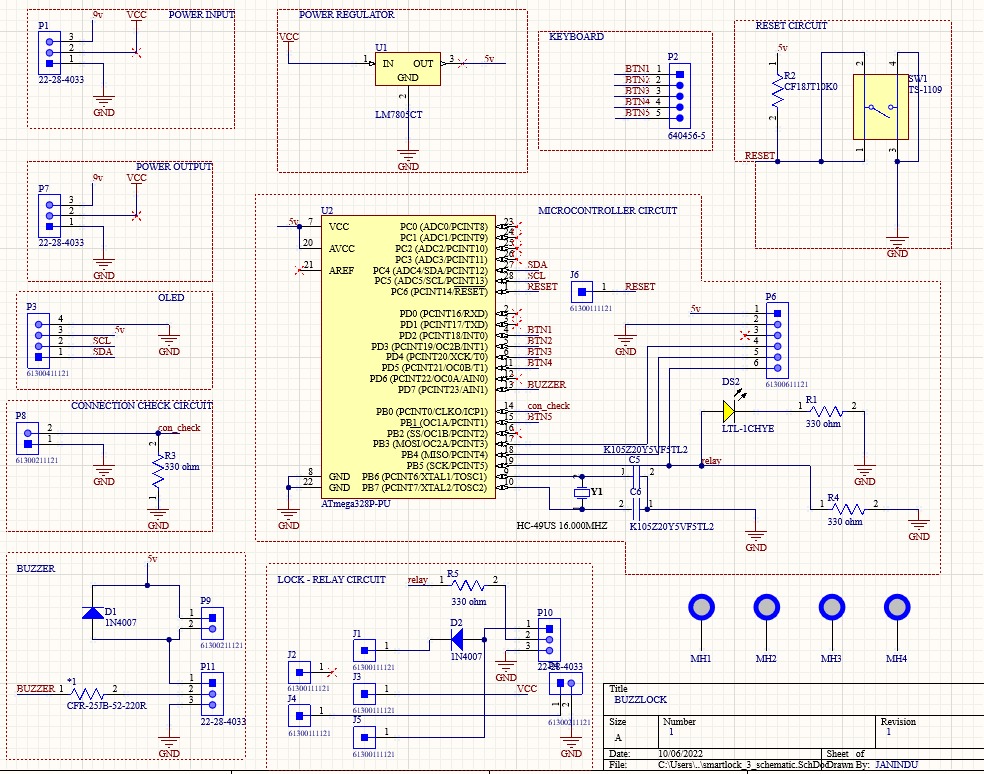 POWER INPUT
P1
9v
VCC
3
2
1
22-28-4033
GND
POWER REGULATOR
VCC
U1
1
IN
OUT
3
5v
GND
2
LM7805CT
GND
KEYBOARD
P2
BTN1 1
BTN2 2
BTN3 3
BTN4 4
BTN5 5
640456-5
RESET CIRCUIT
5v
1
R2
CF18JT10K0
2
2
4
SW1
TS-1109
1
3
RESET
GND
POWER OUTPUT
P7
9v
VCC
3
2
1
22-28-4033
GND
OLED
P3
4
3
5v
2
SCL
1
SDA
GND
61300411121
CONNECTION CHECK CIRCUIT
P8
2
1
con_check
61300211121
GND
2
R3
330 ohm
1
GND
MICROCONTROLLER CIRCUIT
U2
5v
7
VCC
20
AVCC
21
AREF
8
GND
22
GND
GND
PC0 (ADC0/PCINT8) 23
PC1 (ADC1/PCINT9)
PC2 (ADC2/PCINT10)
PC3 (ADC3/PCINT11)
PC4 (ADC4/SDA/PCINT12) 27 SDA
PC5 (ADC5/SCL/PCINT13) 28 SCL
PC6 (PCINT14/RESET) RESET
PD0 (PCINT16/RXD) 2
PD1 (PCINT17/TXD)
PD2 (PCINT18/INT0) BTN1
PD3 (PCINT19/OC2B/INT1) BTN2
PD4 (PCINT20/XCK/T0) 6 BTN3
PD5 (PCINT21/OC0B/T1) 11 BTN4
PD6 (PCINT22/OC0A/AIN0) 12
PD7 (PCINT23/AIN1) 13 BUZZER
PB0 (PCINT0/CLKO/ICP1) 14 con_check
PB1 (OC1A/PCINT1) 15 BTN5
PB2 (SS/OC1B/PCINT2) 16
PB3 (MOSI/OC2A/PCINT3) 17
PB4 (MISO/PCINT4) 18
PB5 (SCK/PCINT5) 19
PB6 (PCINT6/XTAL1/TOSC1) 9
PB7 (PCINT7/XTAL2/TOSC2) 10
ATmega328P-PU
J6
1
RESET
61300111121
P6
5v
1
2
3
4
5
6
GND
61300611121
DS2
LTL-1CHYE
1
R1
2
330 ohm
GND
K105Z20Y5VF5TL2
C5
1
2
relay
Y1
C6
2
1
HC-49US 16.000MHZ
K105Z20Y5VF5TL2
GND
R4
1
2
330 ohm
GND
BUZZER
5v
D1
1N4007
P9
1
2
61300211121
P11
1
2
3
22-28-4033
BUZZER 1
*1
2
CFR-25JB-52-220R
GND
LOCK - RELAY CIRCUIT
relay
1
R5
2
330 ohm
J1
1
61300111121
D2
1N4007
P10
1
2
3
22-28-4033
GND
J2
1
61300111121
J3
1
VCC
61300111121
J4
1
61300111121
J5
1
61300111121
1
2
61300211121
GND
MH1
MH2
MH3
MH4
Title
BUZZLOCK
Size
A
Number
1
Revision
1
Date: 10/06/2022
Sheet of
File: C:\Users\..\smartlock_3_schematic.SchDoc
Drawn By: JANINDU